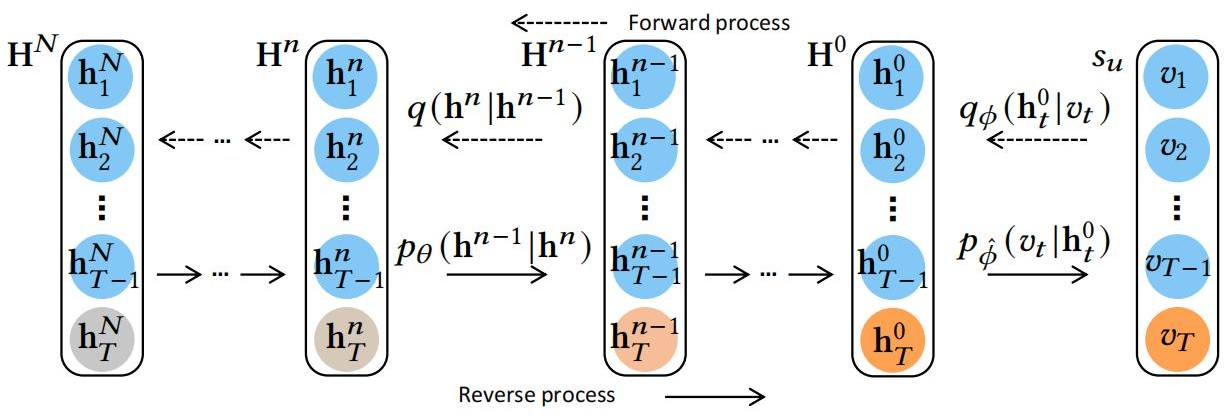 Forward process
H^N H^n H^{n-1} H^0 s_u
h_1^N h_1^n h_1^{n-1} h_1^0 v_1
q(h^n|h^{n-1}) q_ϕ(h_t^0|v_t)
h_2^N ... h_2^n h_2^{n-1} ... h_2^0 v_2
⋮ ⋮ ⋮ ⋮ ⋮
p_θ(h^{n-1}|h^n) p_{\hat{ϕ}}(v_t|h_t^0)
h_{T-1}^N ... h_{T-1}^n h_{T-1}^{n-1} ... h_{T-1}^0 v_{T-1}
h_T^N h_T^n h_T^{n-1} h_T^0 v_T
Reverse process